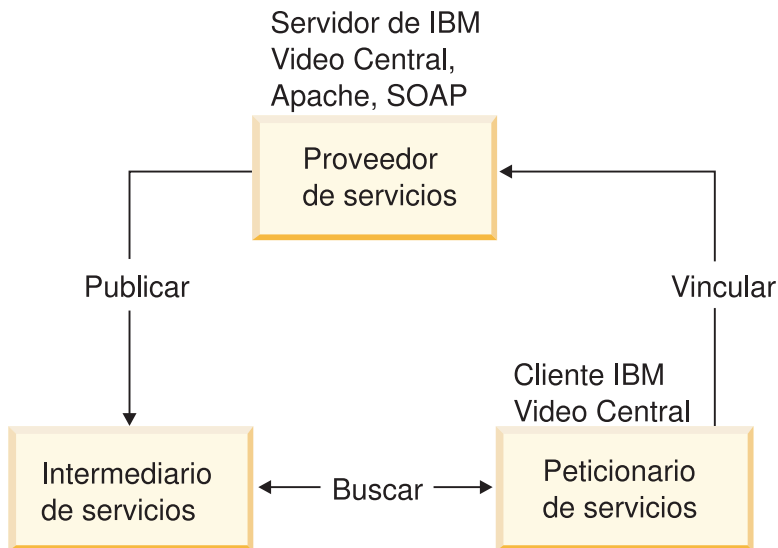 Servidor de IBM
Video Central,
Apache, SOAP
Proveedor
de servicios
Publicar
Vincular
Cliente IBM
Video Central
Intermediario
de servicios
Buscar
Peticionario
de servicios